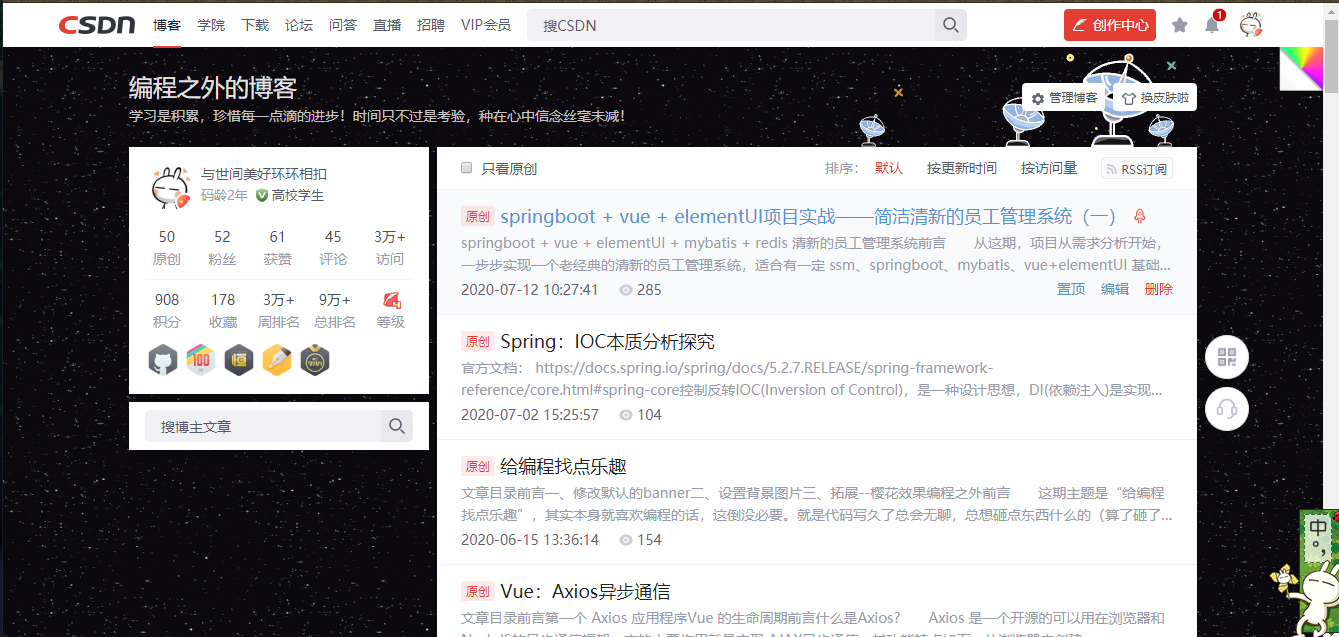 CSDN 博客 学院 下载 论坛 问答 直播 招聘 VIP会员 搜CSDN 创作中心 1
编程之外的博客
学习是积累，珍惜每一点滴的进步！时间只不过是考验，种在心中信念丝毫未减！
管理博客 换皮肤啦
与世间美好环环相扣
码龄2年 高校学生
50 52 61 45 3万+
原创 粉丝 获赞 评论 访问
908 178 3万+ 9万+
积分 收藏 周排名 总排名 等级
100
搜博主文章
只看原创 排序： 默认 按更新时间 按访问量 RSS订阅
原创 springboot + vue + elementUI项目实战——简洁清新的员工管理系统（一）
springboot + vue + elementUI + mybatis + redis 清新的员工管理系统前言 从这期，项目从需求分析开始，
一步步实现一个老经典的清新的员工管理系统，适合有一定 ssm、springboot、mybatis、vue+elementUI 基础...
2020-07-12 10:27:41 285 置顶 编辑 删除
原创 Spring：IOC本质分析探究
官方文档： https://docs.spring.io/spring/docs/5.2.7.RELEASE/spring-framework-
reference/core.html#spring-core控制反转IOC(Inversion of Control)，是一种设计思想，DI(依赖注入)是实现...
2020-07-02 15:25:57 104
原创 给编程找点乐趣
文章目录前言一、修改默认的banner二、设置背景图片三、拓展--樱花效果编程之外前言 这期主题是“给编程
找点乐趣”，其实本身就喜欢编程的话，这倒没必要。就是代码写久了总会无聊，总想砸点东西什么的（算了砸了...
2020-06-15 13:36:14 154
原创 Vue：Axios异步通信
文章目录前言第一个 Axios 应用程序Vue 的生命周期前言什么是Axios? Axios 是一个开源的可以用在浏览器和
中